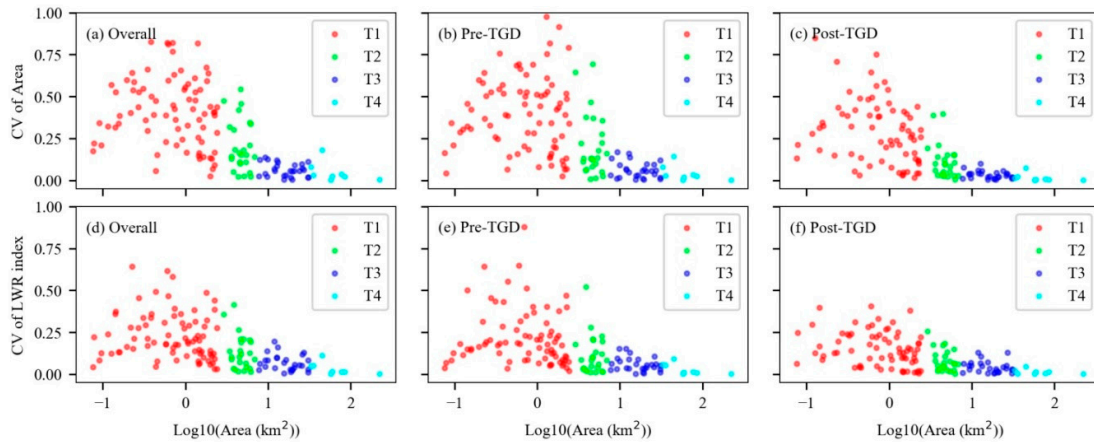 (a) Overall
T1
T2
T3
T4
(b) Pre-TGD
T1
T2
T3
T4
(c) Post-TGD
T1
T2
T3
T4
1.00
0.75
0.50
0.25
0.00
CV of Area
(d) Overall
T1
T2
T3
T4
(e) Pre-TGD
T1
T2
T3
T4
(f) Post-TGD
T1
T2
T3
T4
1.00
0.75
0.50
0.25
0.00
CV of LWR index
−1 0 1 2
−1 0 1 2
−1 0 1 2
Log10(Area (km²))
Log10(Area (km²))
Log10(Area (km²))